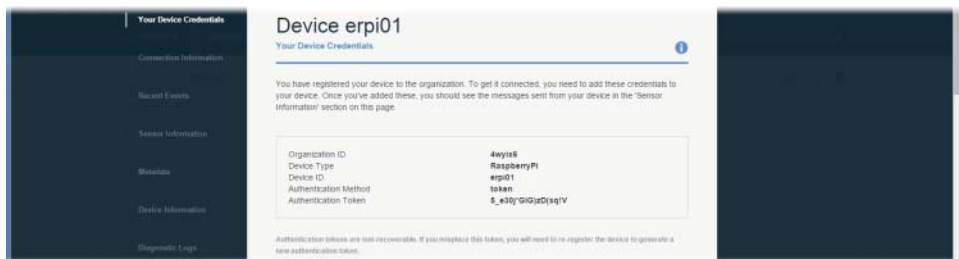 Your Device Credentials
Connection Information
Recent Events
Sensor Information
Metadata
Device Information
Diagnostic Logs
Device erpi01
Your Device Credentials
You have registered your device to the organization. To get it connected, you need to add these credentials to
your device. Once you've added these, you should see the messages sent from your device in the 'Sensor
Information' section on this page.
Organization ID 4wyix6
Device Type RaspberryPi
Device ID erpi01
Authentication Method token
Authentication Token
Authentication tokens are non-recoverable. If you misplace this token, you will need to re-register the device to generate a
new authentication token.